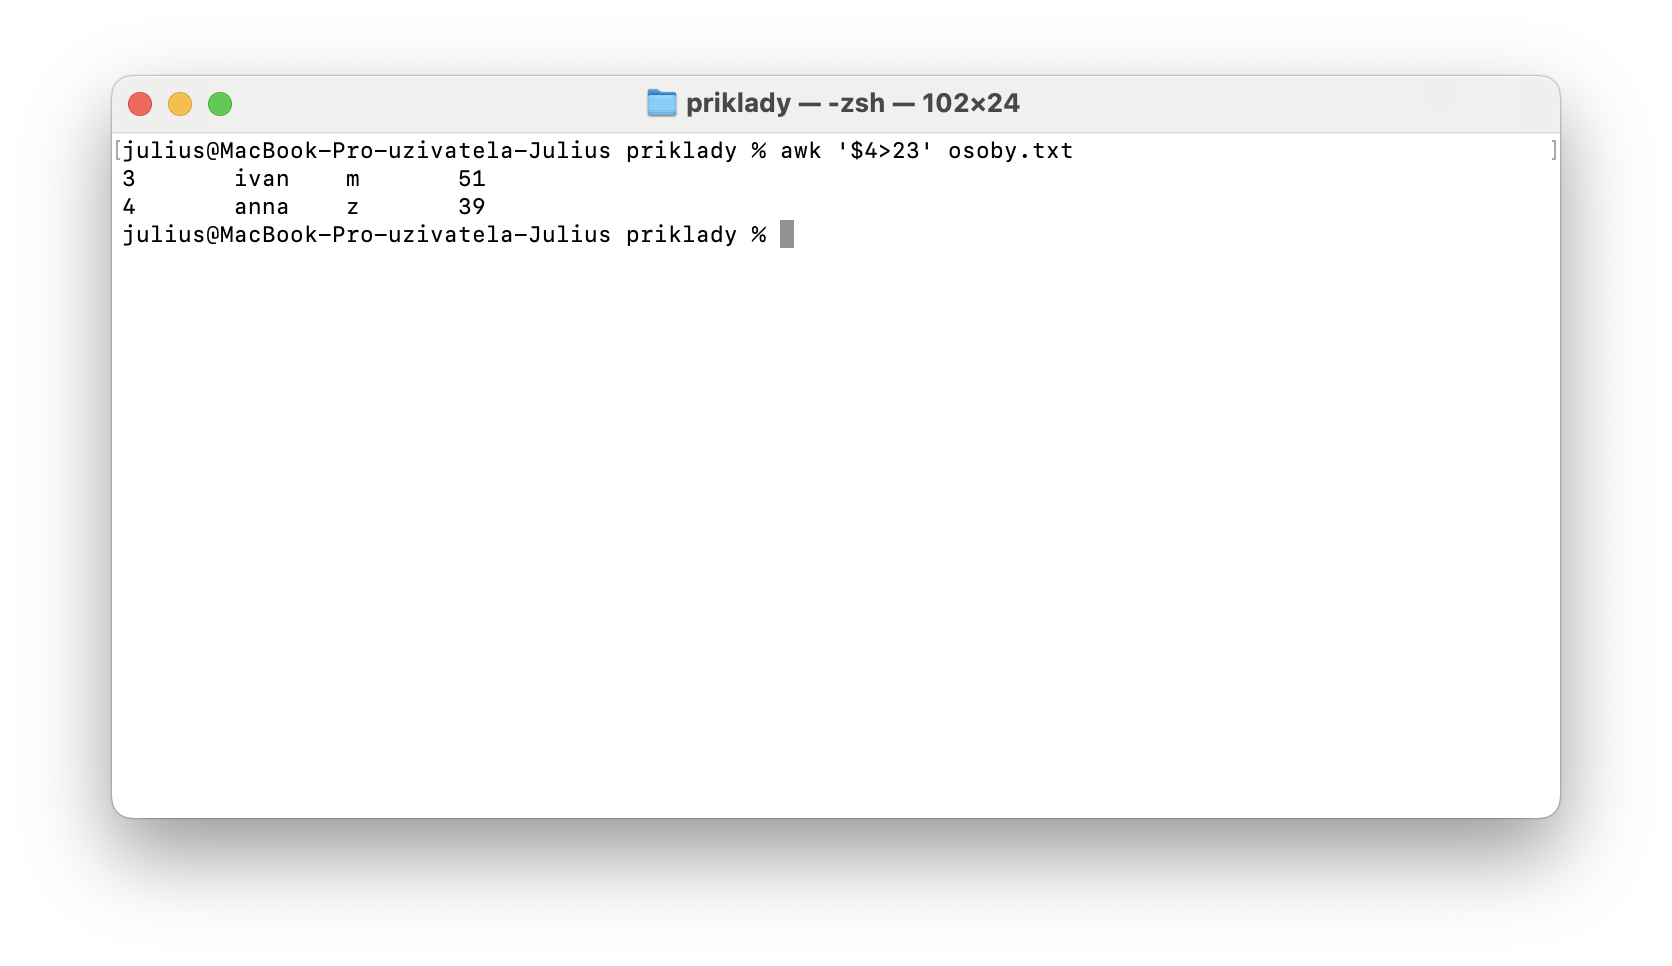 priklady — -zsh — 102×24
[julius@MacBook-Pro-uzivatela-Julius priklady % awk '$4>23' osoby.txt ]
3 ivan m 51
4 anna z 39
julius@MacBook-Pro-uzivatela-Julius priklady %